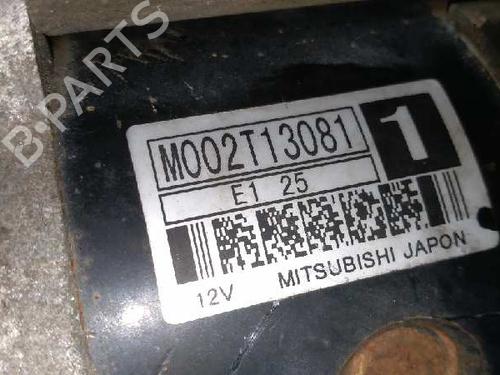 B-PARTS
M002T13081
1
E1 25
12V MITSUBISHI JAPON